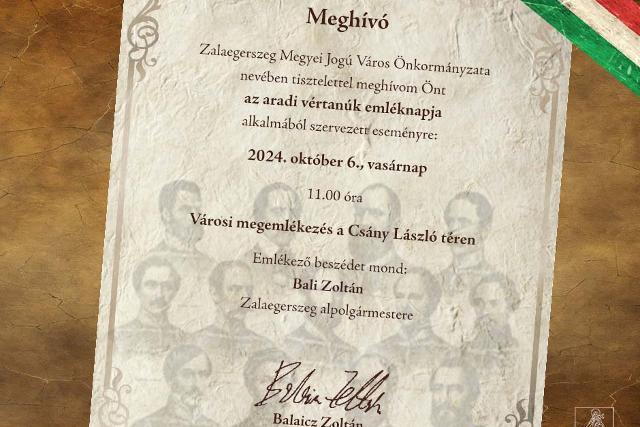 Meghívó
Zalaegerszeg Megyei Jogú Város Önkormányzata
nevében tisztelettel meghívom Önt
az aradi vértanúk emléknapja
alkalmából szervezett eseményre:
2024. október 6., vasárnap
11.00 óra
Városi megemlékezés a Csány László téren
Emlékező beszédet mond:
Bali Zoltán
Zalaegerszeg alpolgármestere
Balaicz Zoltán